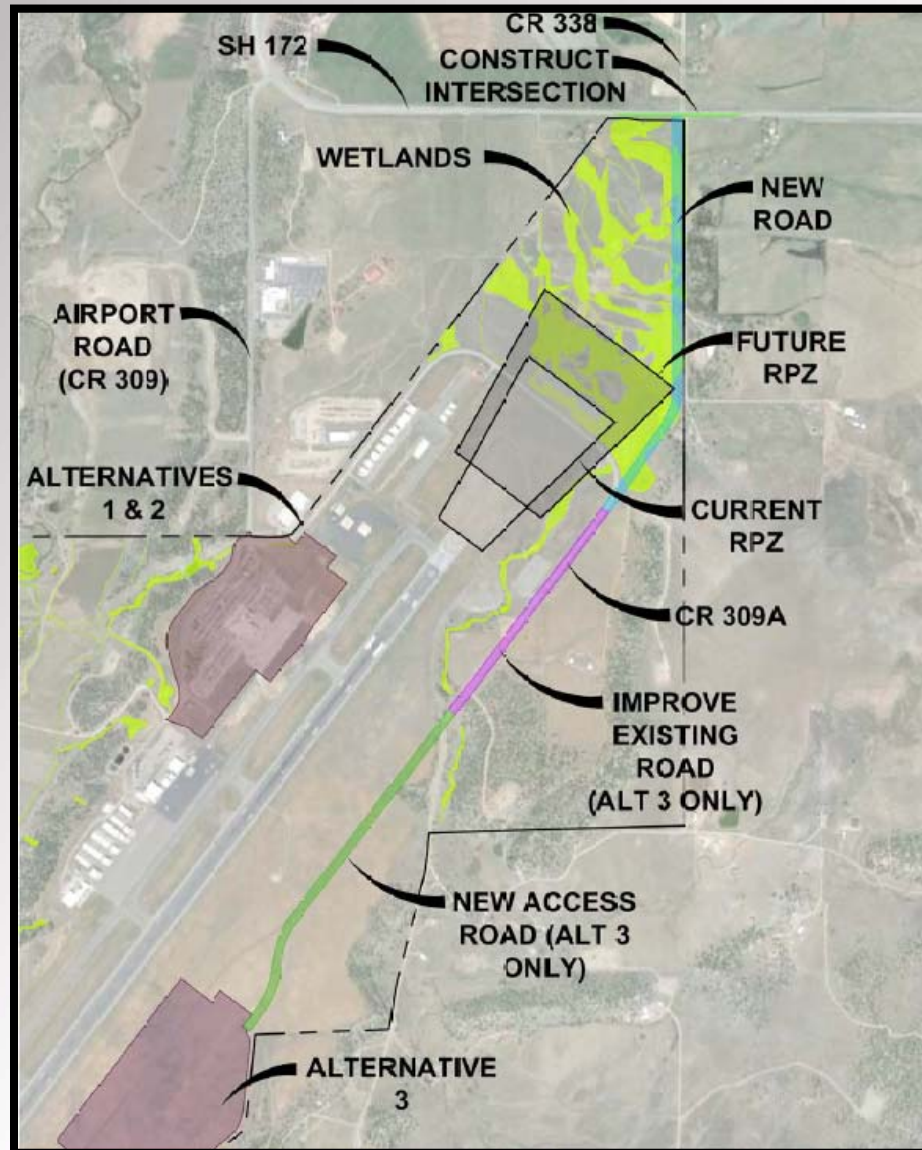 CR 338
SH 172
CONSTRUCT
INTERSECTION
WETLANDS
NEW
ROAD
AIRPORT
ROAD
(CR 309)
FUTURE
RPZ
ALTERNATIVES
1 & 2
CURRENT
RPZ
CR 309A
IMPROVE
EXISTING
ROAD
(ALT 3 ONLY)
NEW ACCESS
ROAD (ALT 3
ONLY)
ALTERNATIVE
3